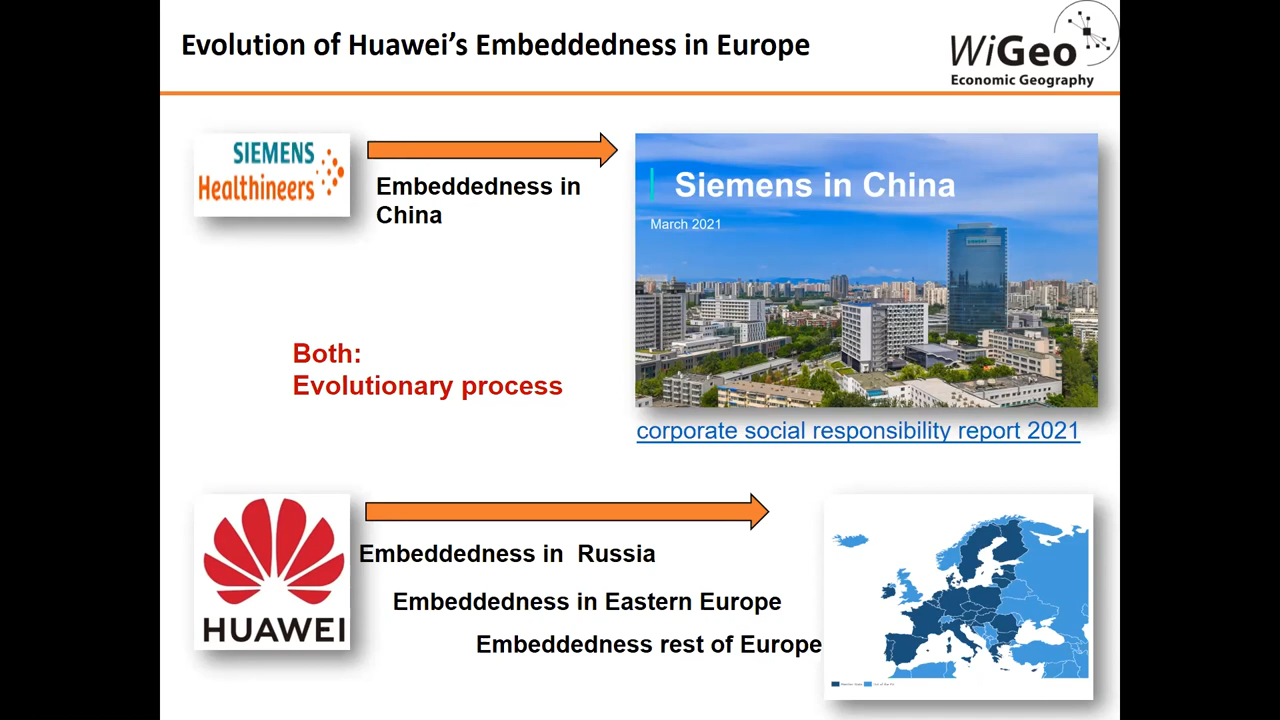 Evolution of Huawei's Embeddedness in Europe
WiGeo
Economic Geography
SIEMENS
Healthineers
Embeddedness in
China
Siemens in China
March 2021
SIEMENS
Both:
Evolutionary process
corporate social responsibility report 2021
HUAWEI
Embeddedness in  Russia
Embeddedness in Eastern Europe
Embeddedness rest of Europe